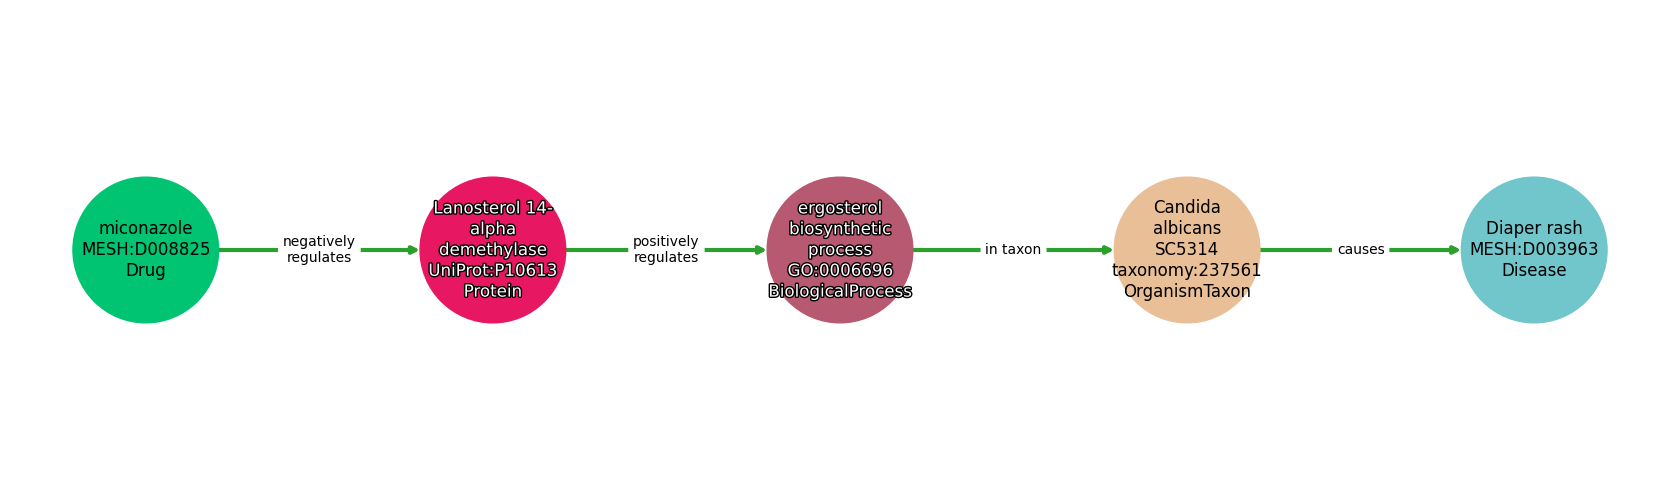 miconazole
MESH:D008825
Drug
negatively
regulates
Lanosterol 14-
alpha
demethylase
UniProt:P10613
Protein
positively
regulates
ergosterol
biosynthetic
process
GO:0006696
BiologicalProcess
in taxon
Candida
albicans
SC5314
taxonomy:237561
OrganismTaxon
causes
Diaper rash
MESH:D003963
Disease